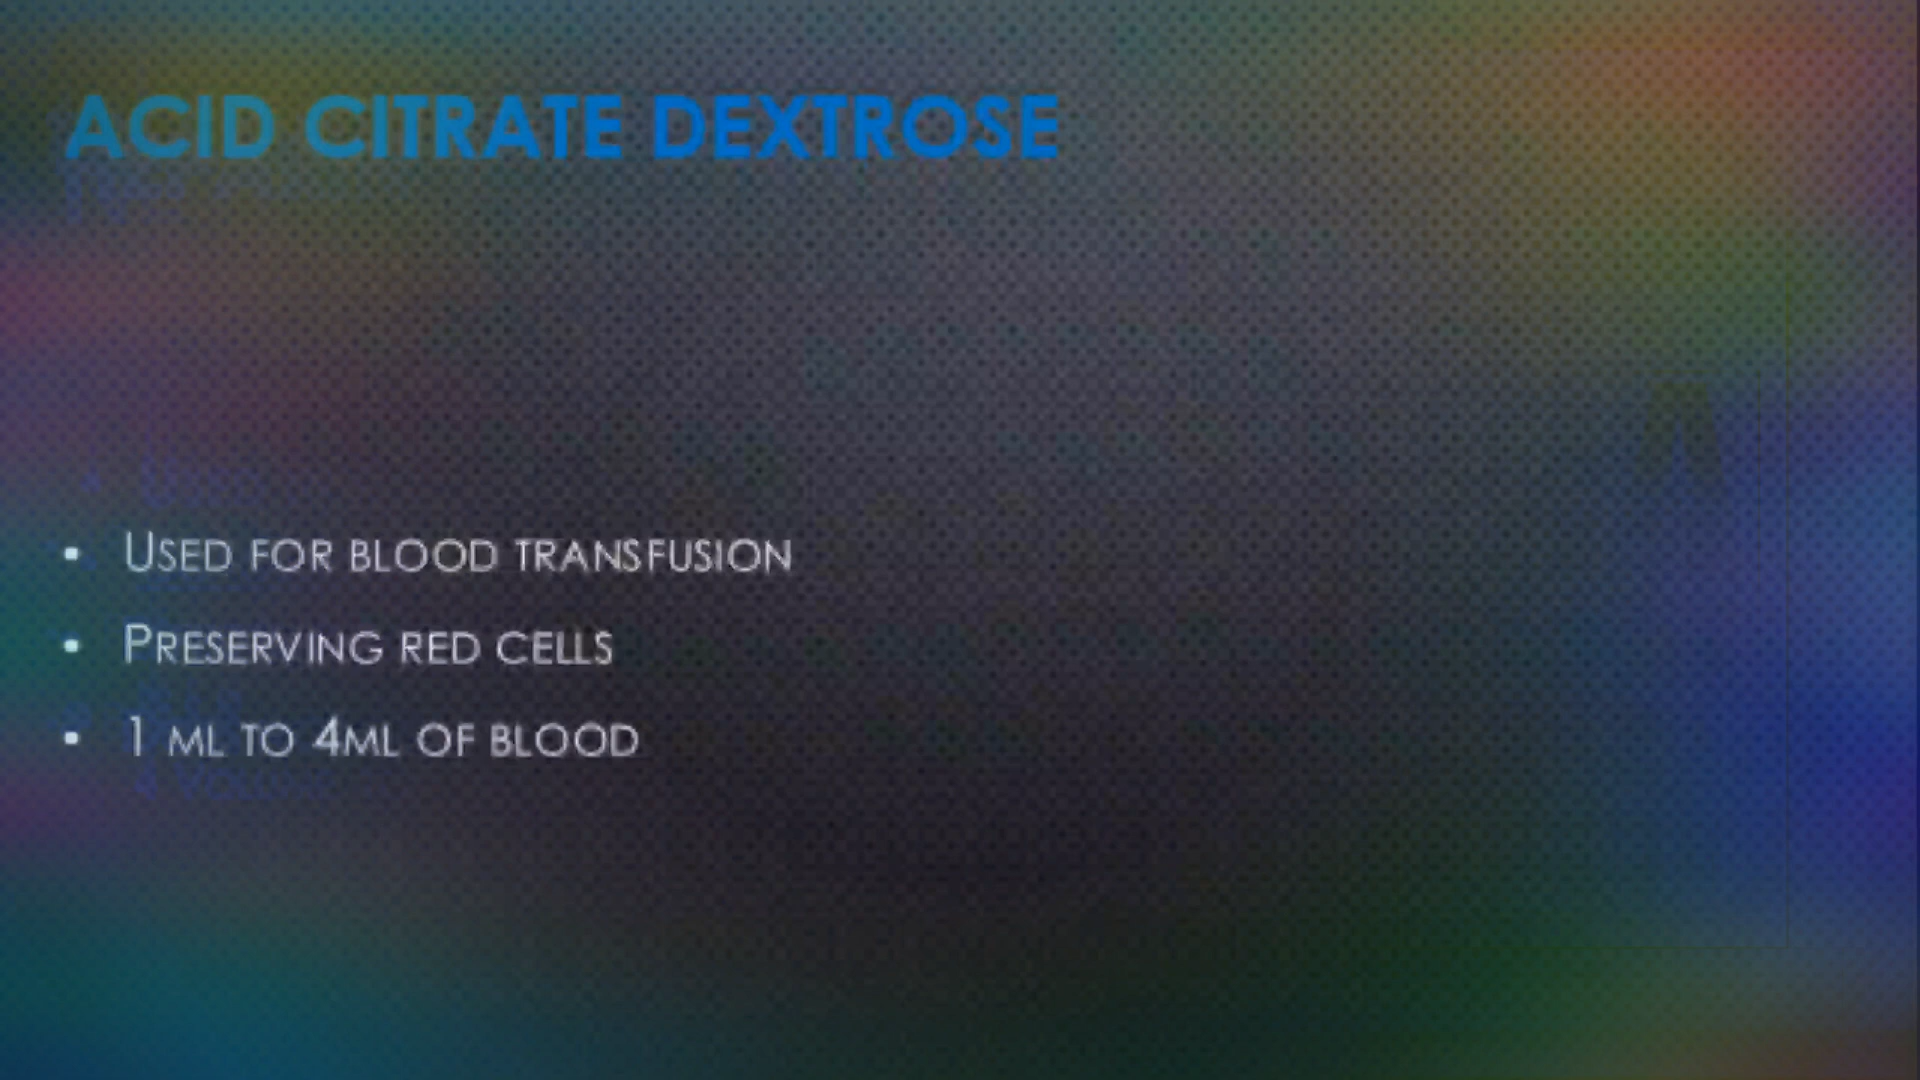 ACID CITRATE DEXTROSE
• USED FOR BLOOD TRANSFUSION
• PRESERVING RED CELLS
• 1 ML TO 4ML OF BLOOD